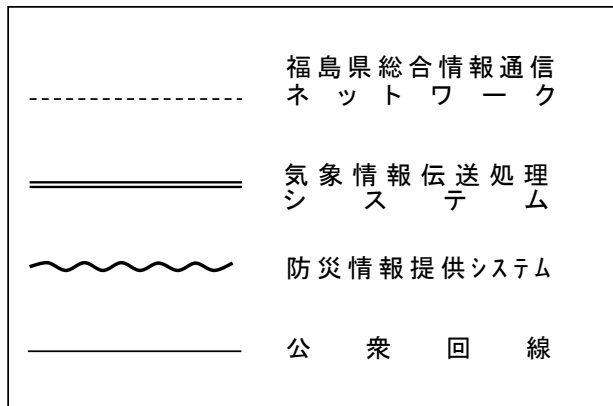 福島県総合情報通信
ネットワーク
気象情報伝送処理
システム
防災情報提供システム
公衆回線